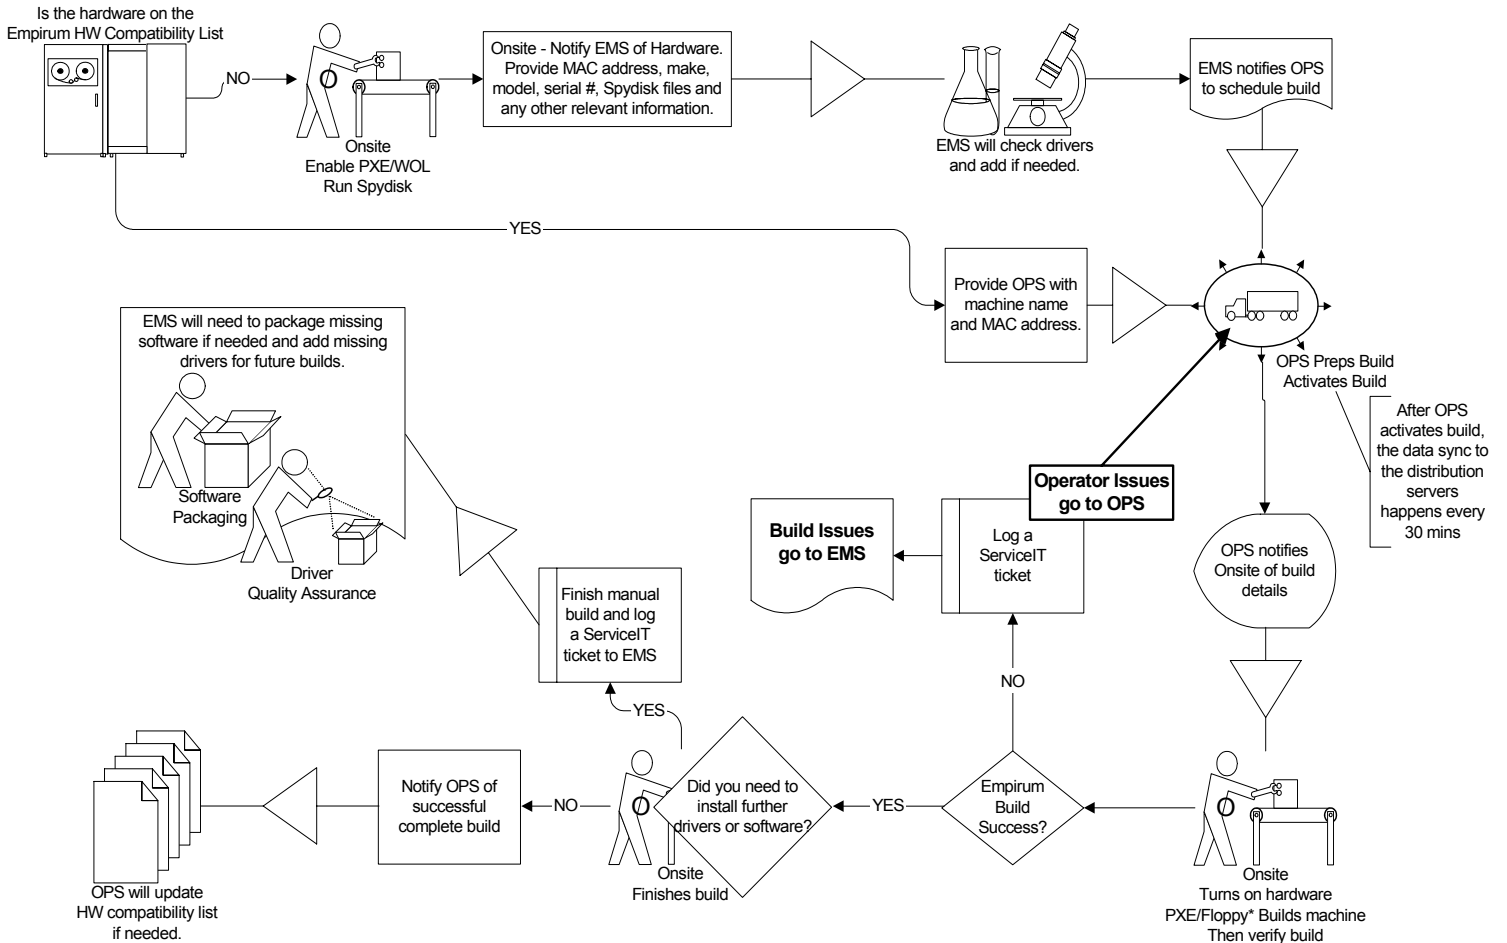 Is the hardware on the
Empirum HW Compatibility List
NO
Onsite
Enable PXE/WOL
Run Spydisk
Onsite - Notify EMS of Hardware.
Provide MAC address, make,
model, serial #, Spydisk files and
any other relevant information.
EMS will check drivers
and add if needed.
EMS notifies OPS
to schedule build
YES
Provide OPS with
machine name
and MAC address.
OPS Preps Build
Activates Build
After OPS
activates build,
the data sync to
the distribution
servers
happens every
30 mins
EMS will need to package missing
software if needed and add missing
drivers for future builds.
Software
Packaging
Driver
Quality Assurance
Operator Issues
go to OPS
Build Issues
go to EMS
Log a
ServiceIT
ticket
OPS notifies
Onsite of build
details
Finish manual
build and log
a ServiceIT
ticket to EMS
NO
YES
Notify OPS of
successful
complete build
NO
Did you need to
install further
drivers or software?
YES
Empirum
Build
Success?
Onsite
Finishes build
Onsite
Turns on hardware
PXE/Floppy* Builds machine
Then verify build
OPS will update
HW compatibility list
if needed.